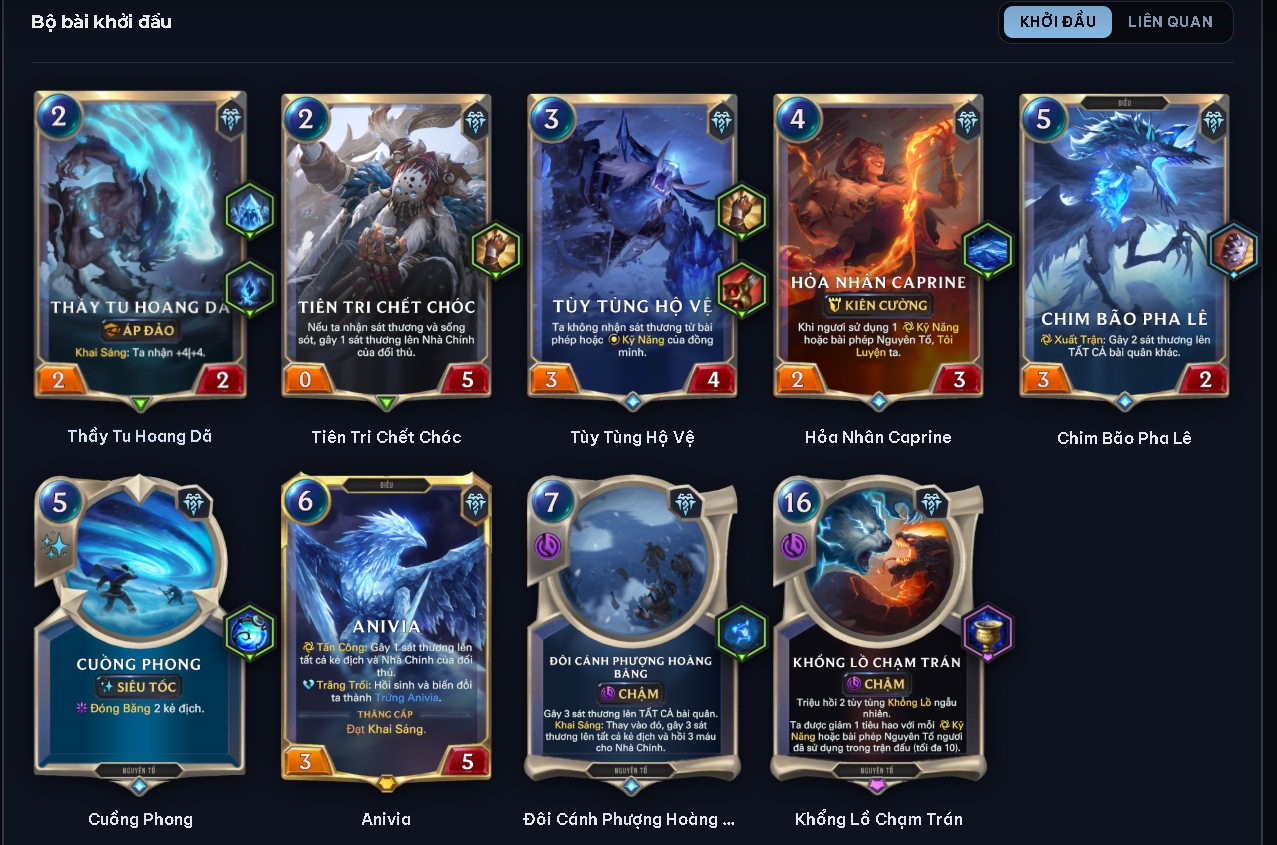 Bộ bài khởi đầu
KHỞI ĐẦU
LIÊN QUAN
2
THẦY TU HOANG DÃ
ÁP ĐẢO
Khai Sáng: Ta nhận +4|+4.
2
2
Thầy Tu Hoang Dã
2
TIÊN TRI CHẾT CHÓC
Nếu ta nhận sát thương và sống
sót, gây 1 sát thương lên Nhà Chính
của đối thủ.
0
5
Tiên Tri Chết Chóc
3
TÙY TÙNG HỘ VỆ
Ta không nhận sát thương từ bài
phép hoặc Kỹ Năng của đồng
minh.
3
4
Tùy Tùng Hộ Vệ
4
HỎA NHÂN CAPRINE
KIÊN CƯỜNG
Khi ngươi sử dụng 1 Kỹ Năng
hoặc bài phép Nguyên Tố, Tôi
Luyện ta.
2
3
Hỏa Nhân Caprine
5
ĐIỂU
CHIM BÃO PHA LÊ
Xuất Trận: Gây 2 sát thương lên
TẤT CẢ bài quân khác.
3
2
Chim Bão Pha Lê
5
CUỒNG PHONG
SIÊU TỐC
Đóng Băng 2 kẻ địch.
NGUYÊN TỐ
Cuồng Phong
6
ĐIỂU
ANIVIA
Tấn Công: Gây 1 sát thương lên
tất cả kẻ địch và Nhà Chính của đối
thủ.
Trăng Trối: Hồi sinh và biến đổi
ta thành Trứng Anivia.
THĂNG CẤP
Đạt Khai Sáng.
3
5
Anivia
7
ĐÔI CÁNH PHƯỢNG HOÀNG
BĂNG
CHẬM
Gây 3 sát thương lên TẤT CẢ bài quân.
Khai Sáng: Thay vào đó, gây 3 sát
thương lên tất cả kẻ địch và hồi 3 máu
cho Nhà Chính.
NGUYÊN TỐ
Đôi Cánh Phượng Hoàng ...
16
KHỔNG LỒ CHẠM TRÁN
CHẬM
Triệu hồi 2 tùy tùng Khổng Lồ ngẫu
nhiên.
Ta được giảm 1 tiêu hao với mỗi Kỹ
Năng hoặc bài phép Nguyên Tố ngươi
đã sử dụng trong trận đấu (tối đa 10).
NGUYÊN TỐ
Khổng Lồ Chạm Trán